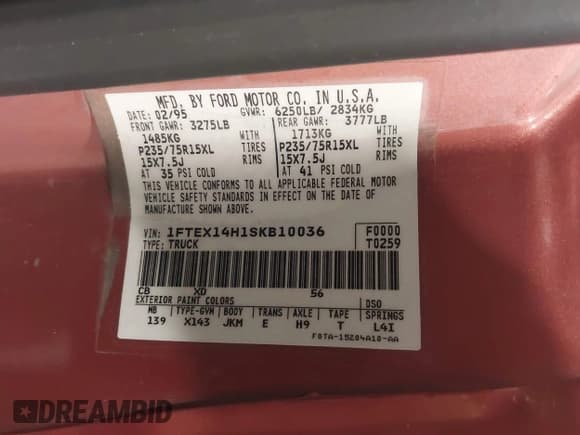 MFD. BY FORD MOTOR CO. IN U.S.A.
DATE: 02/95 GVWR: 6250LB/ 2834KG
FRONT GAWR: 3275LB REAR GAWR: 3777LB
1485KG WITH 1713KG WITH
P235/75R15XL TIRES P235/75R15XL TIRES
15X7.5J RIMS 15X7.5J RIMS
AT 35 PSI COLD AT 41 PSI COLD
THIS VEHICLE CONFORMS TO ALL APPLICABLE FEDERAL MOTOR
VEHICLE SAFETY STANDARDS IN EFFECT ON THE DATE OF
MANUFACTURE SHOWN ABOVE.
VIN: 1FTEX14H1SKB10036 F0000
TYPE: TRUCK T0259
CB XD 56
EXTERIOR PAINT COLORS DSO
WB TYPE-GVW BODY TRANS AXLE TAPE SPRINGS
139 X143 JKM E H9 T L4I
F0TA-15204A10-AA
DREAMBID